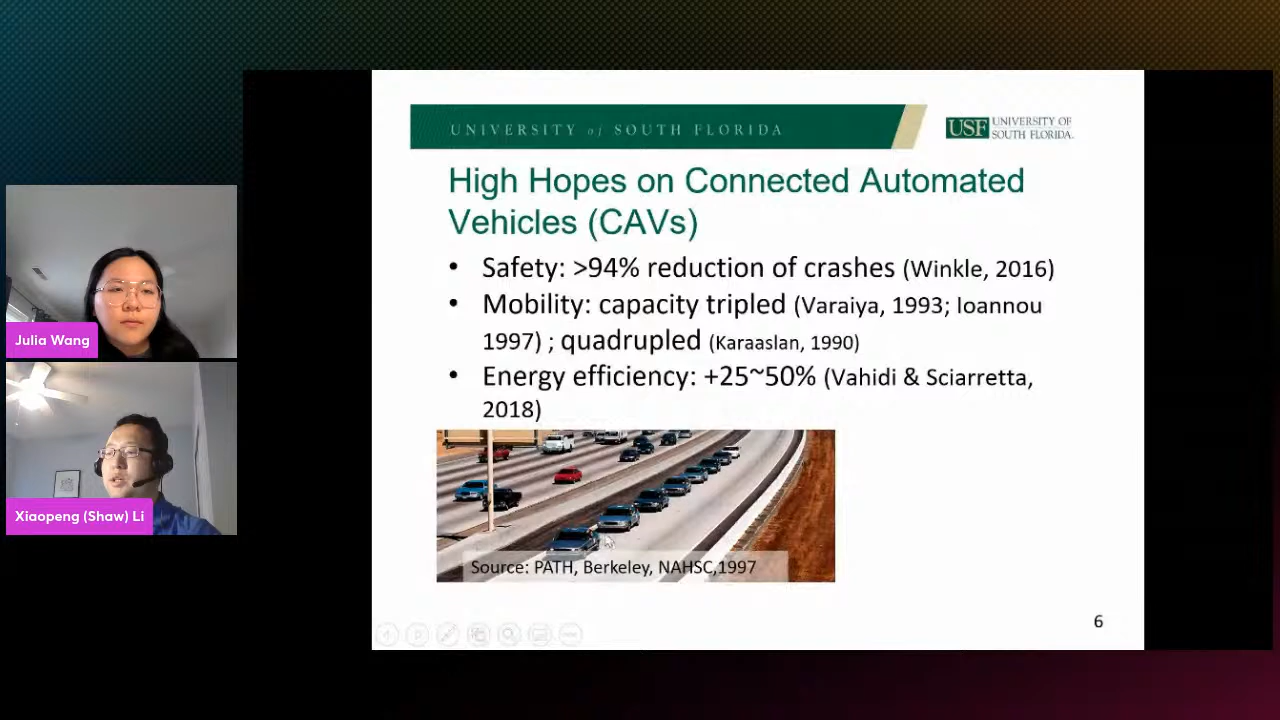 UNIVERSITY of SOUTH FLORIDA
USF UNIVERSITY OF
SOUTH FLORIDA.
High Hopes on Connected Automated
Vehicles (CAVs)
• Safety: >94% reduction of crashes (Winkle, 2016)
• Mobility: capacity tripled (Varaiya, 1993; Ioannou
1997) ; quadrupled (Karaaslan, 1990)
• Energy efficiency: +25~50% (Vahidi & Sciarretta,
2018)
Source: PATH, Berkeley, NAHSC,1997
6
Julia Wang
Xiaopeng (Shaw) Li